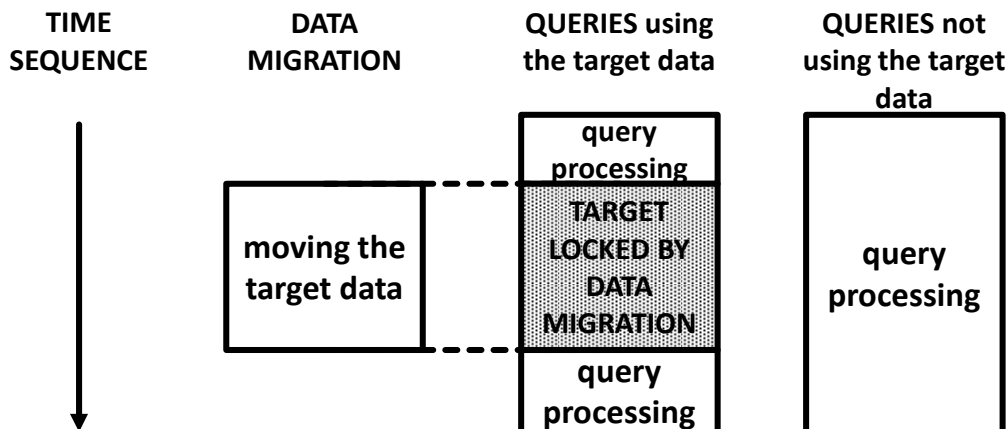 TIME
SEQUENCE
DATA
MIGRATION
QUERIES using
the target data
QUERIES not
using the target
data
moving the
target data
query
processing
TARGET
LOCKED BY
DATA
MIGRATION
query
processing
query
processing